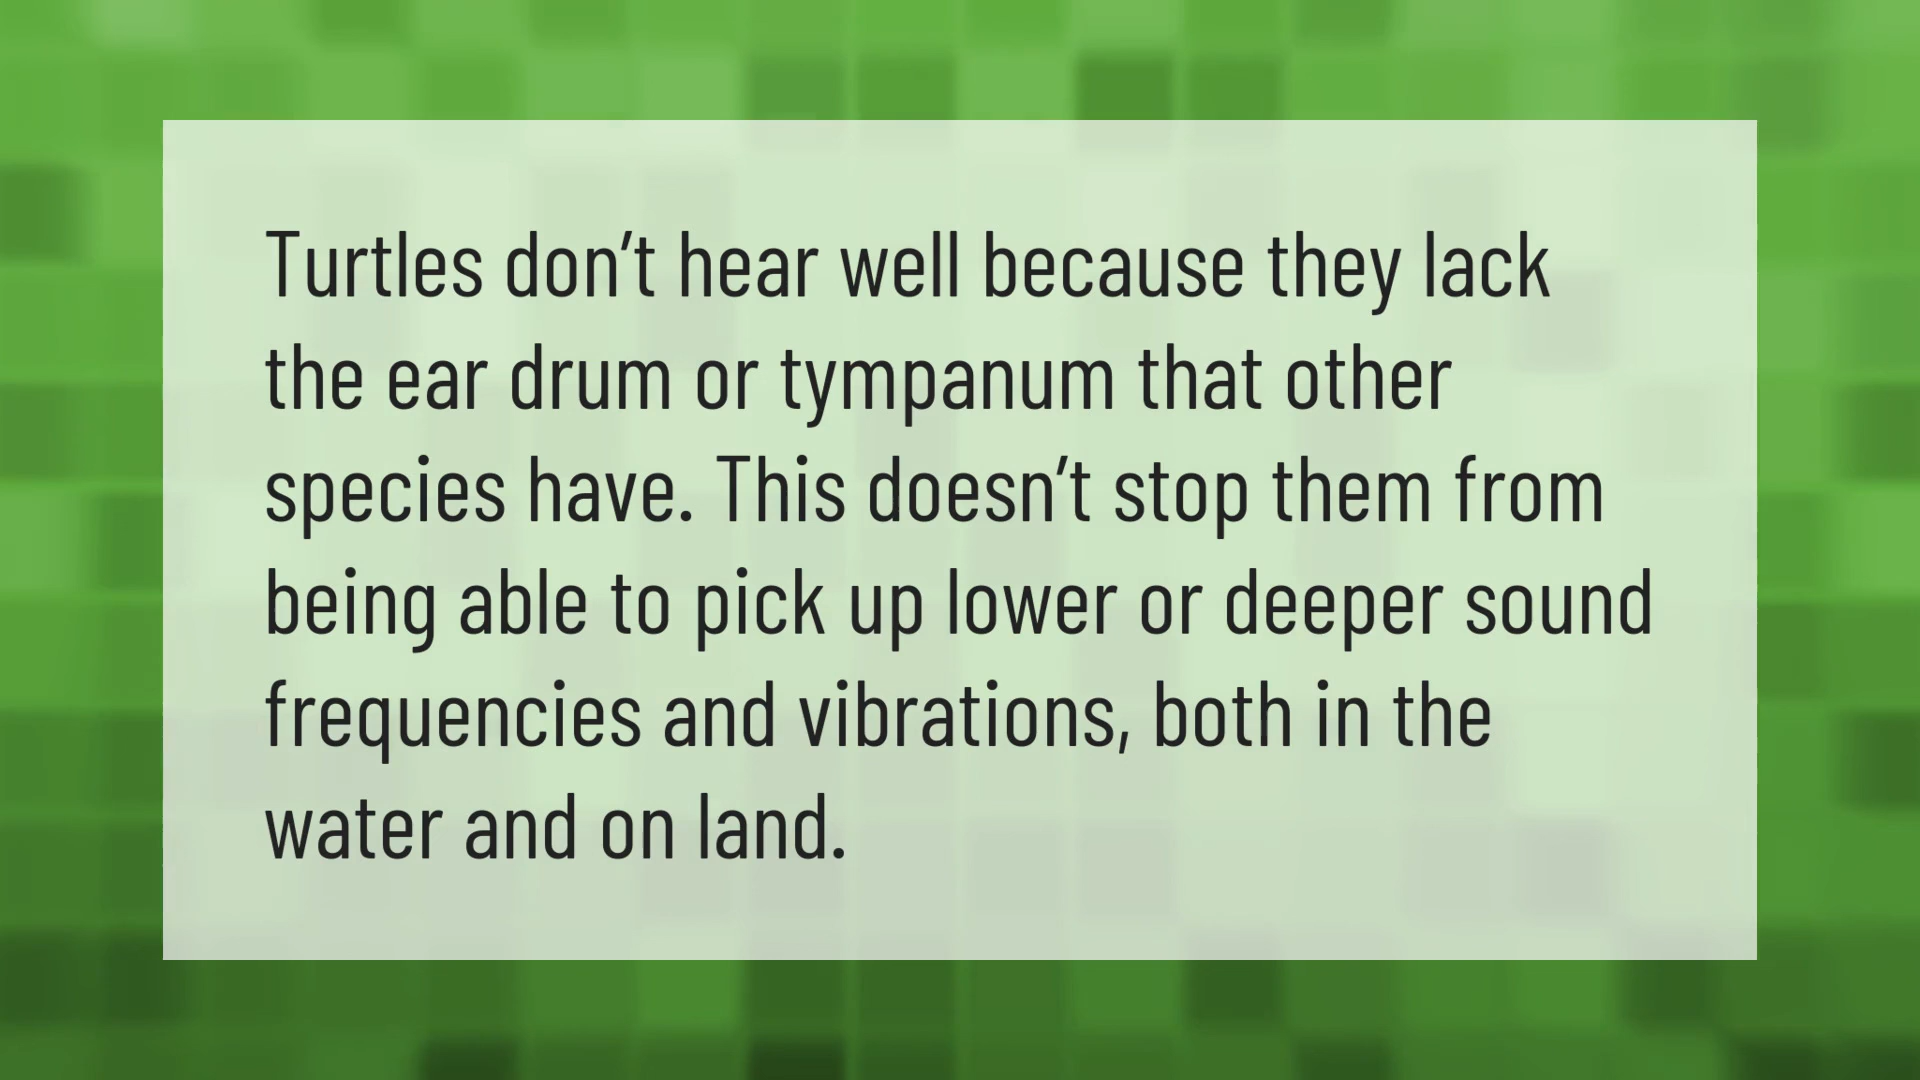 Turtles don’t hear well because they lack
the ear drum or tympanum that other
species have. This doesn’t stop them from
being able to pick up lower or deeper sound
frequencies and vibrations, both in the
water and on land.